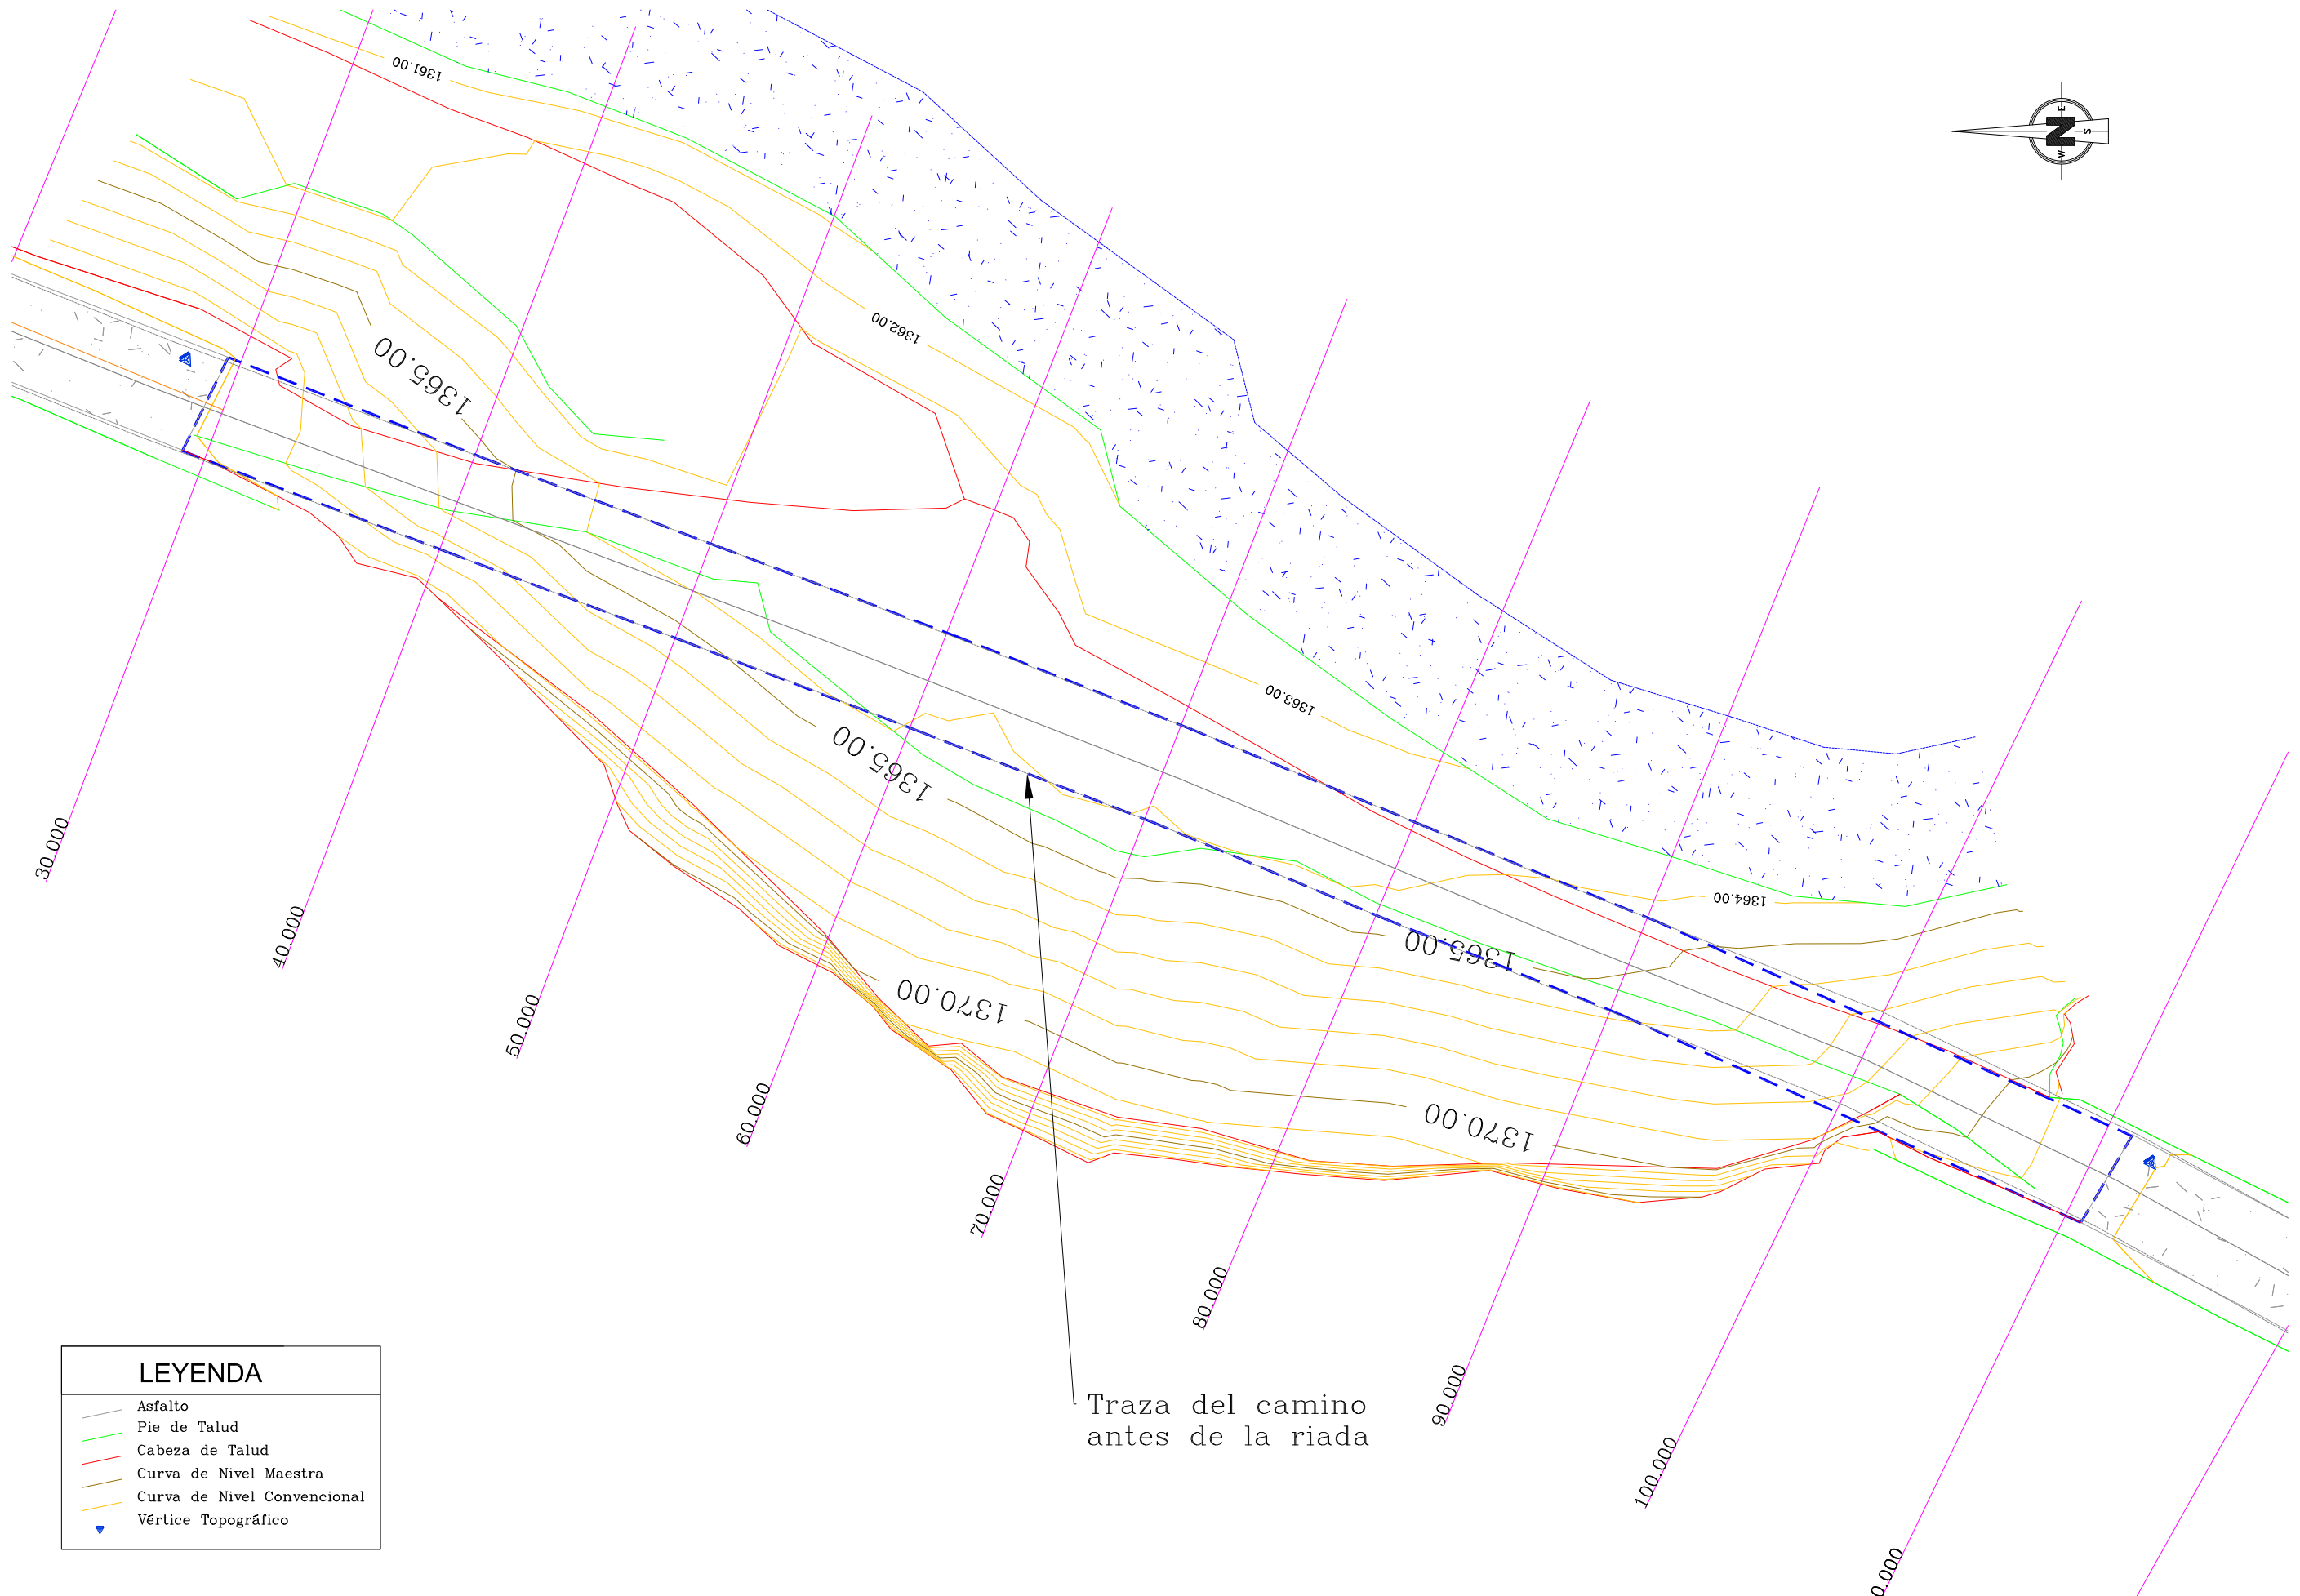 1361.00
E
N
S
W
1362.00
1365.00
1363.00
1365.00
30.000
1364.00
40.000
1365.00
1370.00
50.000
60.000
1370.00
70.000
80.000
90.000
100.000
0.000
Traza del camino
antes de la riada
LEYENDA
Asfalto
Pie de Talud
Cabeza de Talud
Curva de Nivel Maestra
Curva de Nivel Convencional
Vértice Topográfico